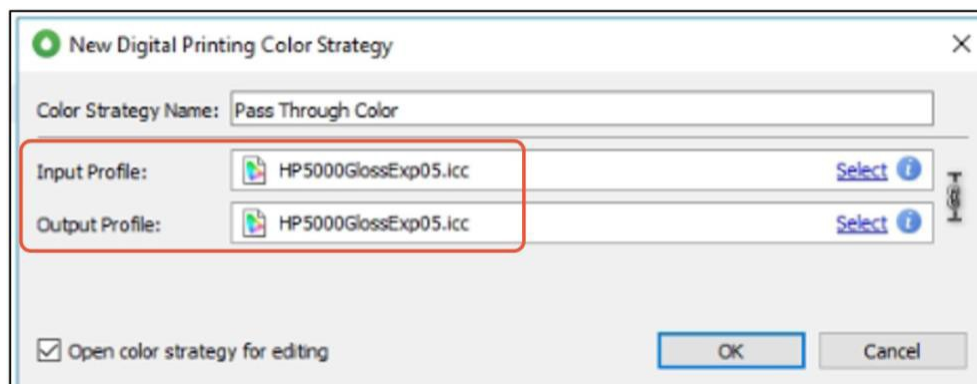 New Digital Printing Color Strategy
Color Strategy Name: Pass Through Color
Input Profile: HP5000GlossExp05.icc Select
Output Profile: HP5000GlossExp05.icc Select
Open color strategy for editing OK Cancel